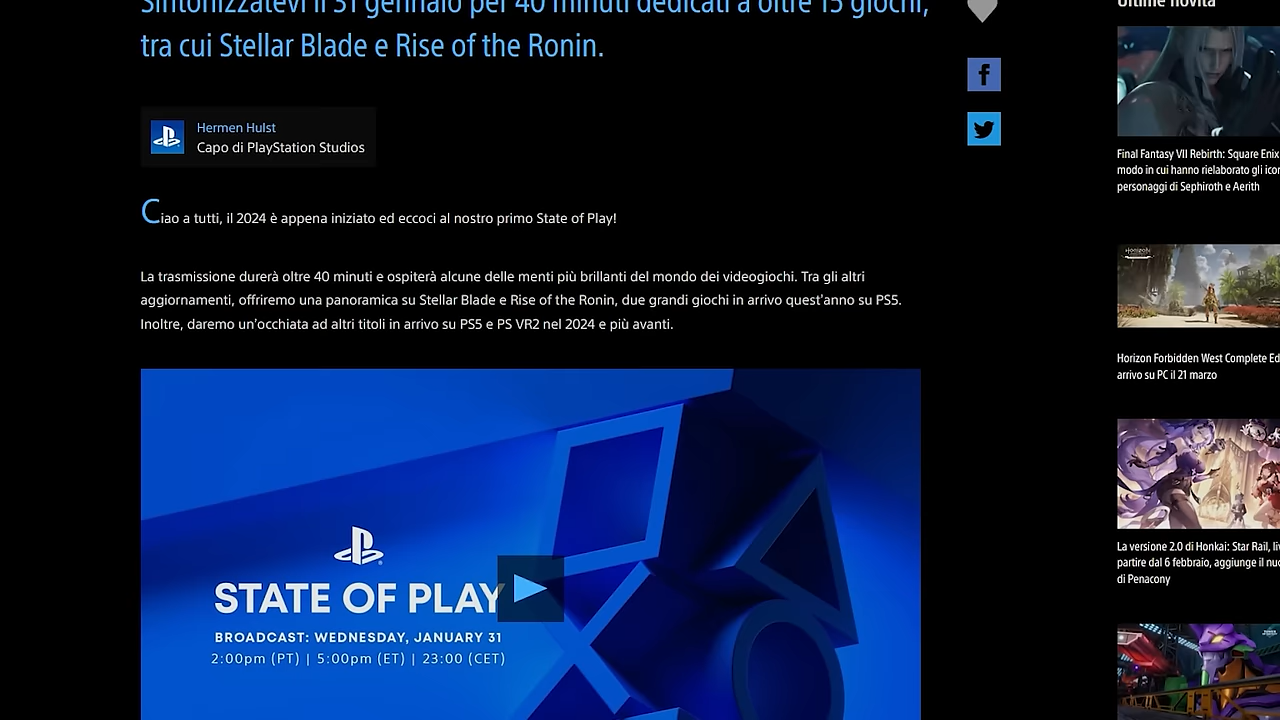 Sintonizzatevi il 31 gennaio per 40 minuti dedicati a oltre 15 giochi,
tra cui Stellar Blade e Rise of the Ronin.
Hermen Hulst
Capo di PlayStation Studios
Ciao a tutti, il 2024 è appena iniziato ed eccoci al nostro primo State of Play!
La trasmissione durerà oltre 40 minuti e ospiterà alcune delle menti più brillanti del mondo dei videogiochi. Tra gli altri
aggiornamenti, offriremo una panoramica su Stellar Blade e Rise of the Ronin, due grandi giochi in arrivo quest'anno su PS5.
Inoltre, daremo un'occhiata ad altri titoli in arrivo su PS5 e PS VR2 nel 2024 e più avanti.
STATE OF PLAY
BROADCAST: WEDNESDAY, JANUARY 31
2:00pm (PT) | 5:00pm (ET) | 23:00 (CET)
Ultime novità
Final Fantasy VII Rebirth: Square Enix
modo in cui hanno rielaborato gli icon
personaggi di Sephiroth e Aerith
Horizon
Horizon Forbidden West Complete Ed
arrivo su PC il 21 marzo
La versione 2.0 di Honkai: Star Rail, li
partire dal 6 febbraio, aggiunge il nu
di Penacony